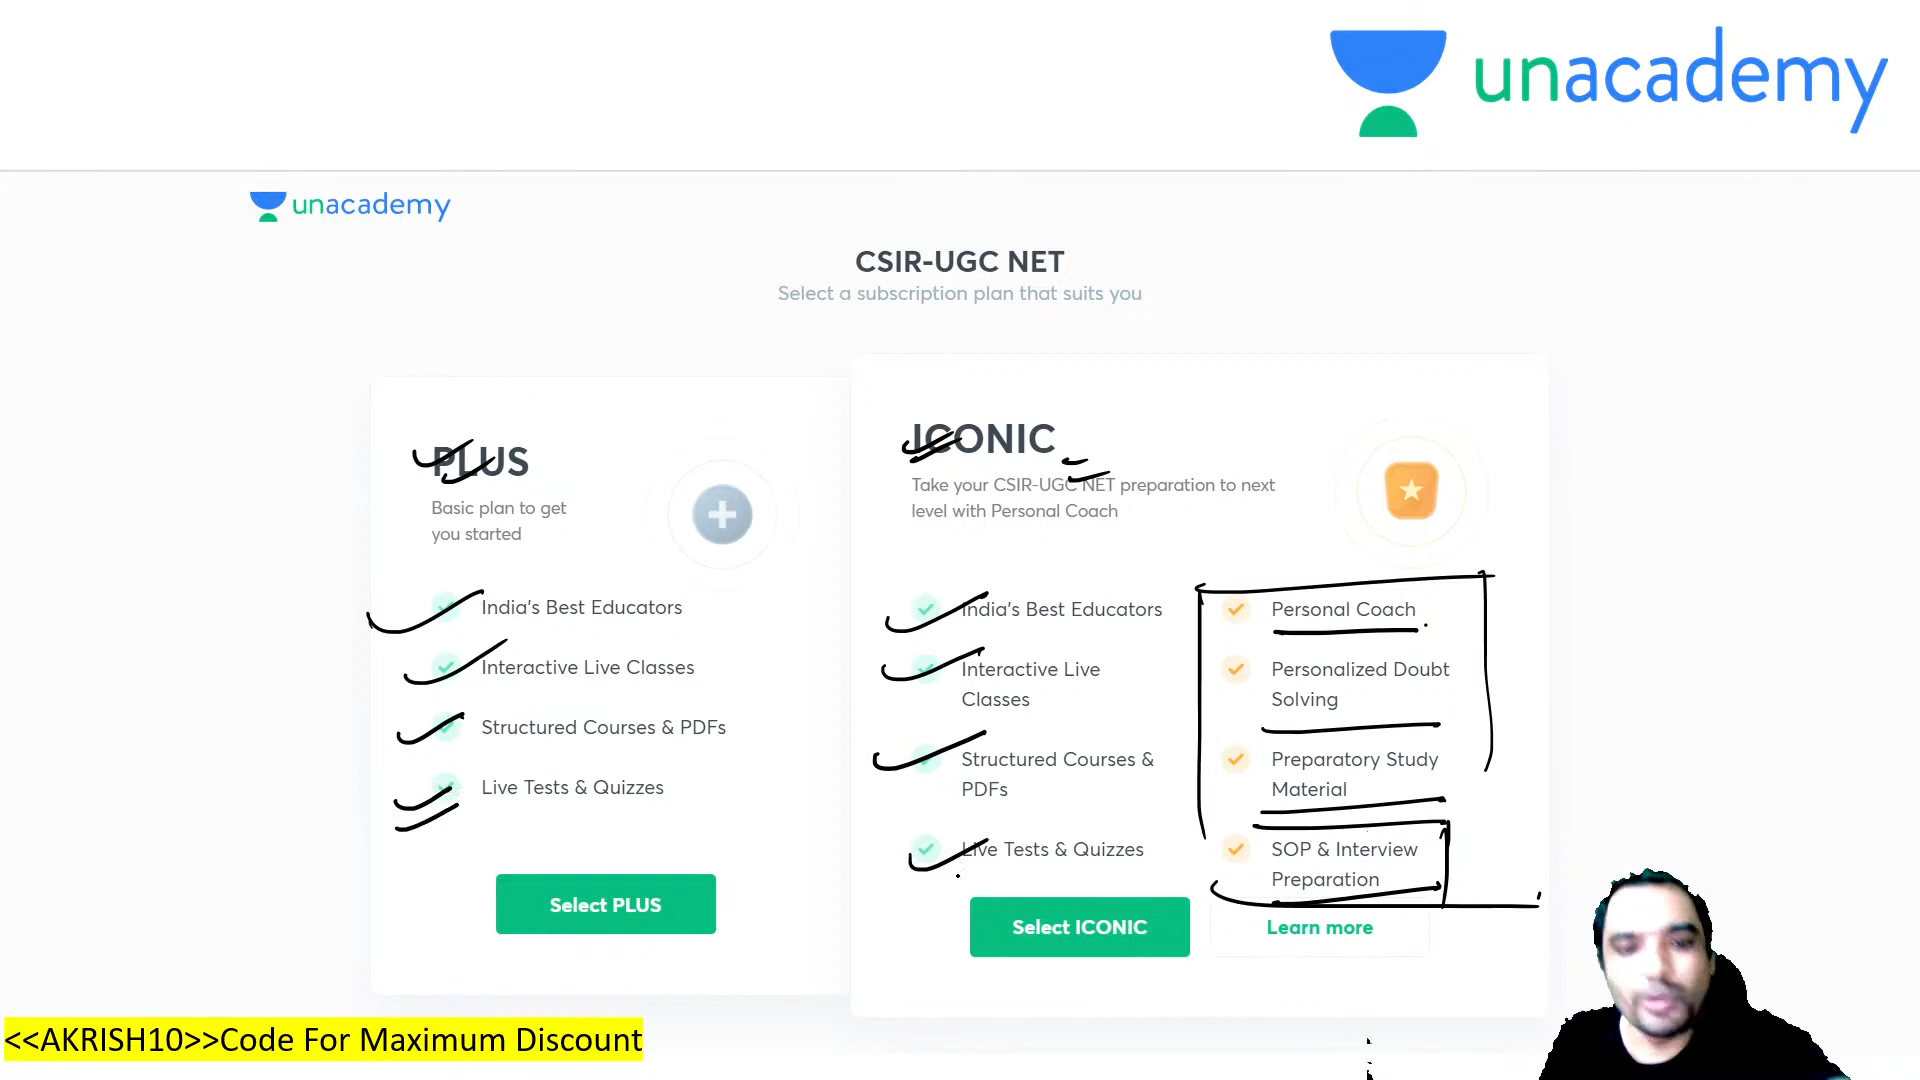 unacademy
unacademy
CSIR-UGC NET
Select a subscription plan that suits you
PLUS
Basic plan to get
you started
India's Best Educators
Interactive Live Classes
Structured Courses & PDFs
Live Tests & Quizzes
Select PLUS
ICONIC
Take your CSIR-UGC NET preparation to next
level with Personal Coach
India's Best Educators
Interactive Live
Classes
Structured Courses &
PDFs
Live Tests & Quizzes
Personal Coach
Personalized Doubt
Solving
Preparatory Study
Material
SOP & Interview
Preparation
Select ICONIC
Learn more
<<AKRISH10>>Code For Maximum Discount